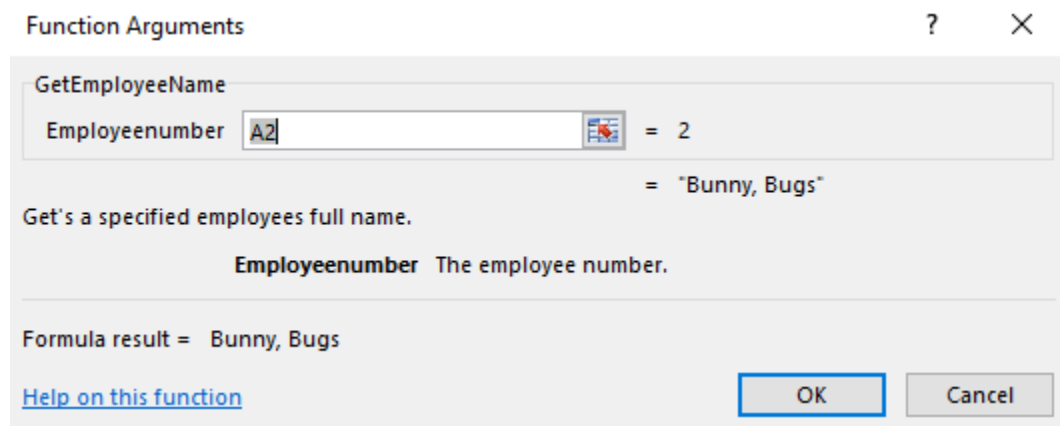 Function Arguments ? ×
GetEmployeeName
Employeenumber A2 = 2
= "Bunny, Bugs"
Get's a specified employees full name.
Employeenumber The employee number.
Formula result = Bunny, Bugs
Help on this function OK Cancel